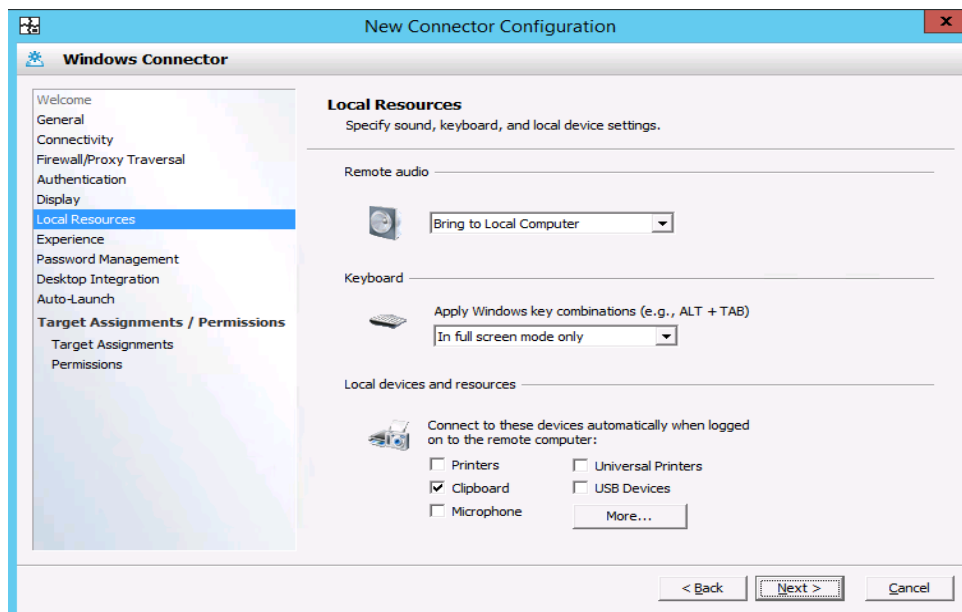 New Connector Configuration
x
Windows Connector
Welcome
General
Connectivity
Firewall/Proxy Traversal
Authentication
Display
Local Resources
Experience
Password Management
Desktop Integration
Auto-Launch
Target Assignments / Permissions
Target Assignments
Permissions
Local Resources
Specify sound, keyboard, and local device settings.
Remote audio
Bring to Local Computer
Keyboard
Apply Windows key combinations (e.g., ALT + TAB)
In full screen mode only
Local devices and resources
Connect to these devices automatically when logged
on to the remote computer:
Printers
Universal Printers
Clipboard
USB Devices
Microphone
More...
< Back
Next >
Cancel